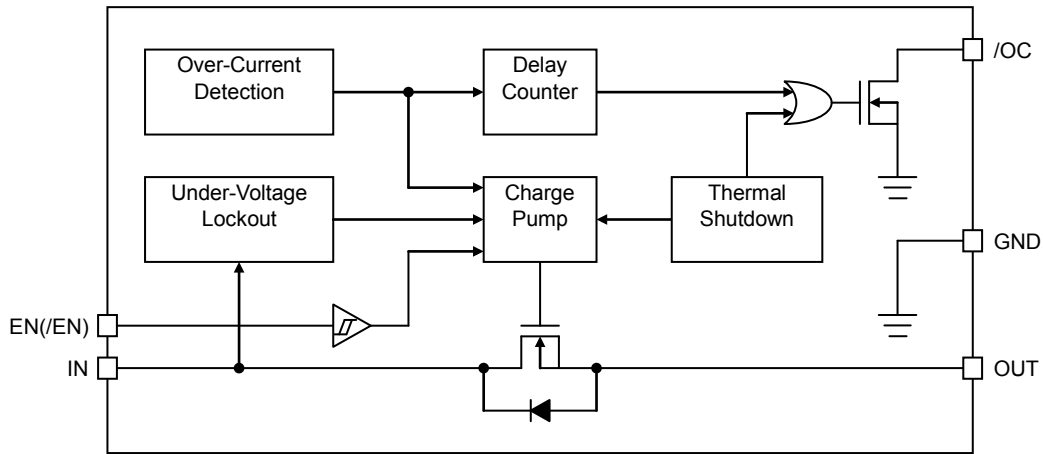 Over-Current
Detection
Delay
Counter
/OC
Under-Voltage
Lockout
Charge
Pump
Thermal
Shutdown
GND
EN(/EN)
IN
OUT